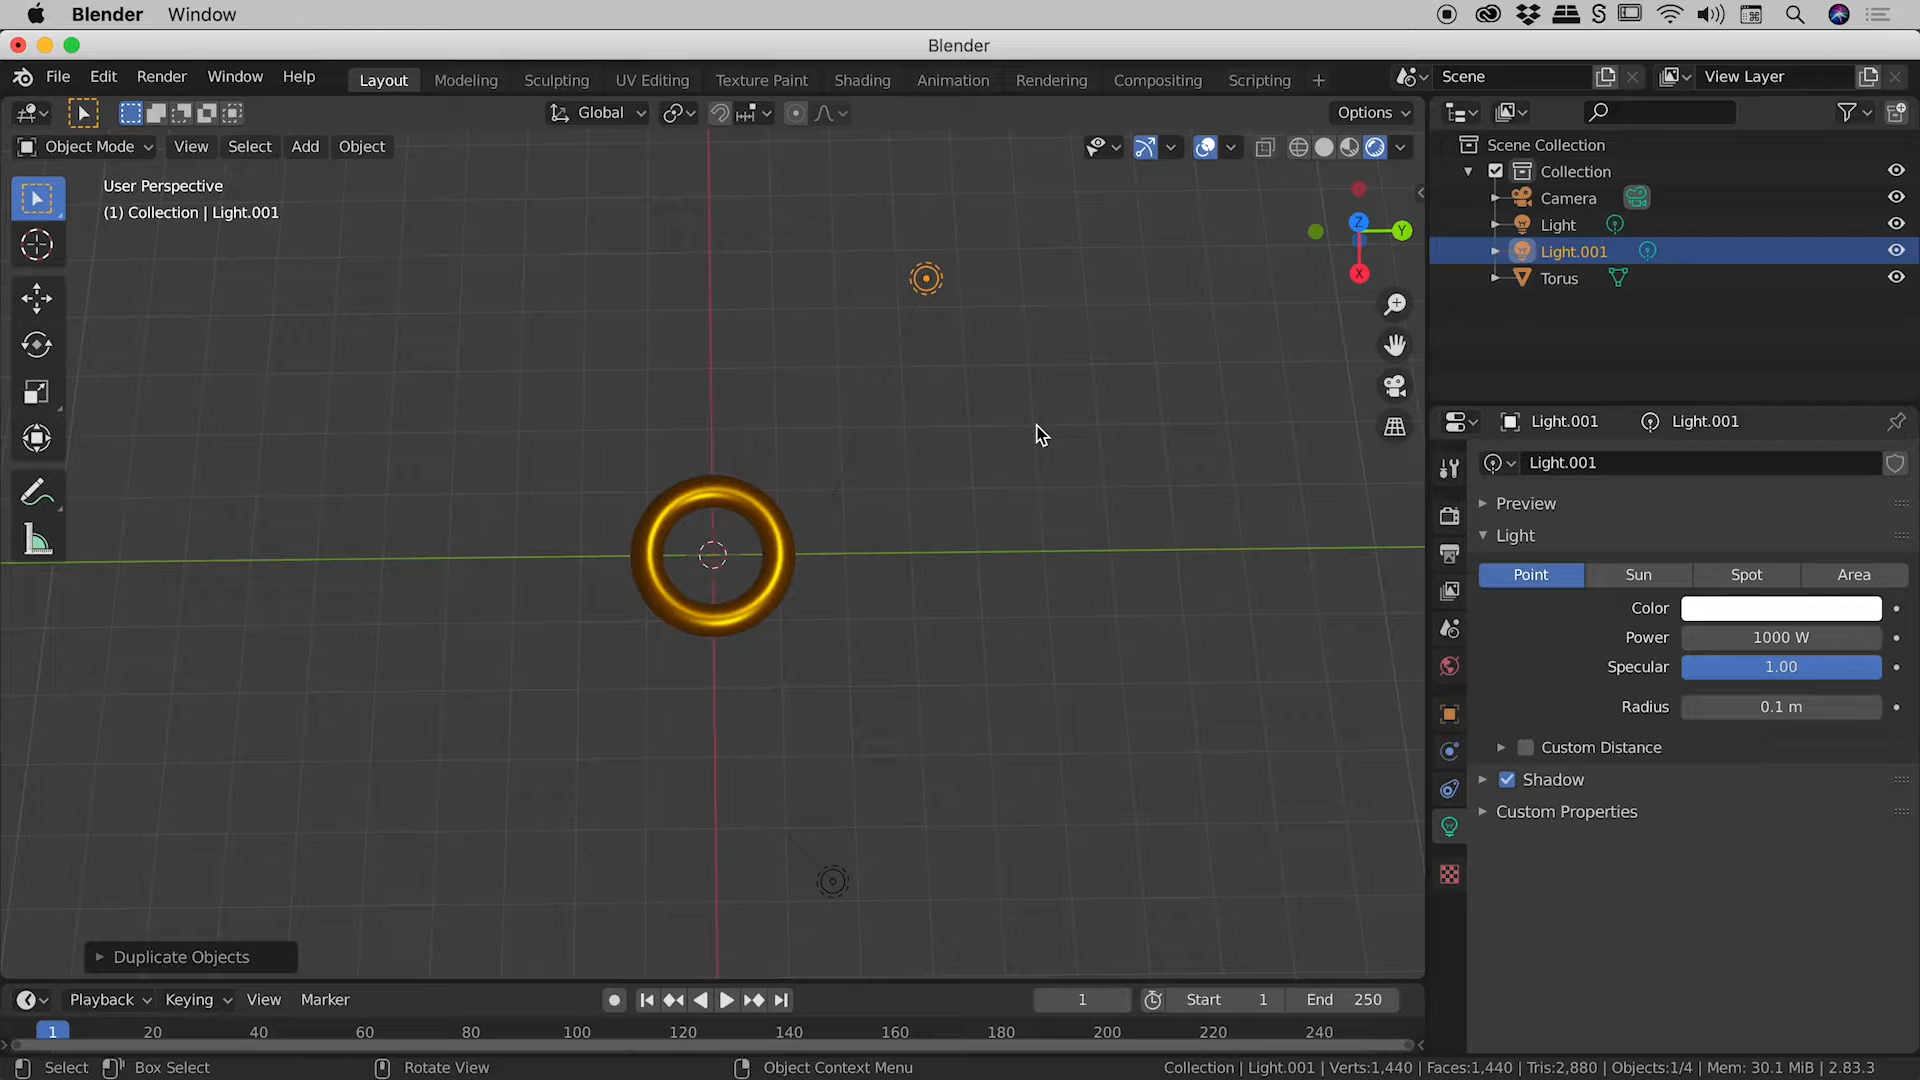 Blender Window
Blender
File Edit Render Window Help Layout Modeling Sculpting UV Editing Texture Paint Shading Animation Rendering Compositing Scripting + Scene View Layer
Global Options
Object Mode View Select Add Object
User Perspective
(1) Collection | Light.001
Z Y X
Scene Collection
Collection
Camera
Light
Light.001
Torus
Light.001 Light.001
Light.001
Preview
Light
Point Sun Spot Area
Color
Power 1000 W
Specular 1.00
Radius 0.1 m
Custom Distance
Shadow
Custom Properties
Duplicate Objects
Playback Keying View Marker 1 Start 1 End 250
1 20 40 60 80 100 120 140 160 180 200 220 240
Select Box Select Rotate View Object Context Menu Collection | Light.001 | Verts:1,440 | Faces:1,440 | Tris:2,880 | Objects:1/4 | Mem: 30.1 MiB | 2.83.3